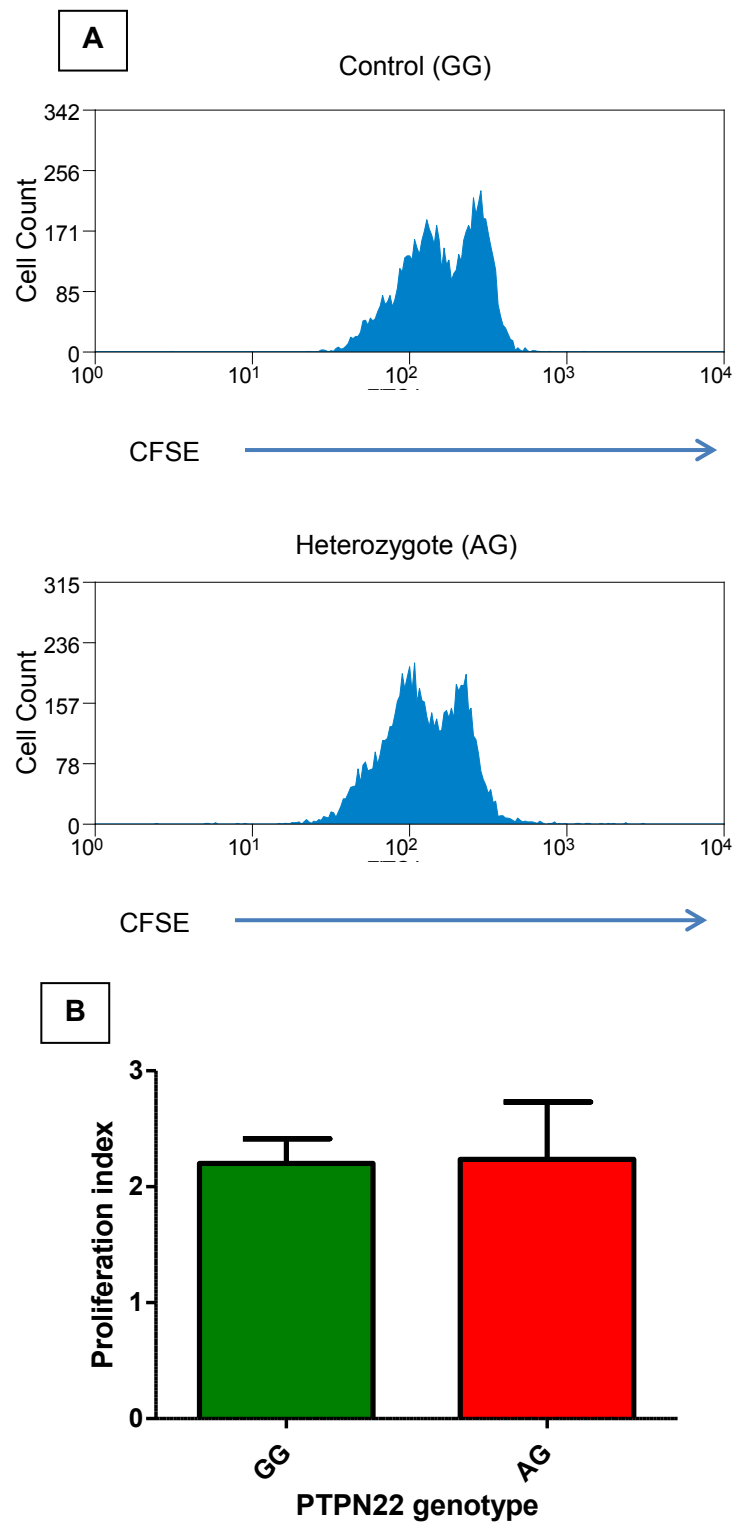 A
Control (GG)
342
256
171
85
0
Cell Count
10⁰ 10¹ 10² 10³ 10⁴
CFSE
Heterozygote (AG)
315
236
157
78
0
Cell Count
10⁰ 10¹ 10² 10³ 10⁴
CFSE
B
3
2
1
0
Proliferation index
GG AG
PTPN22 genotype